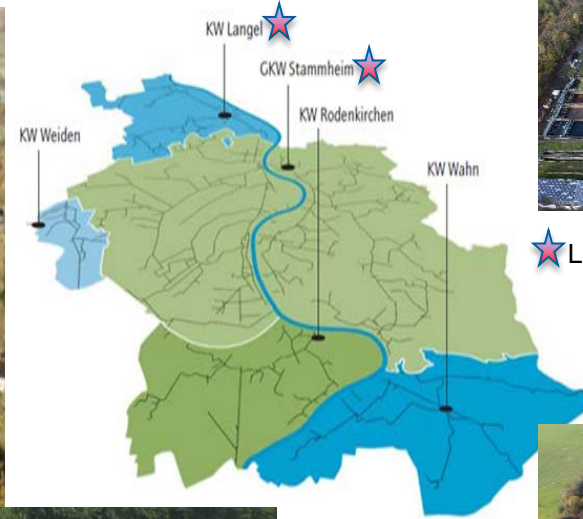 KW Langel
GKW Stammheim
KW Rodenkirchen
KW Weiden
KW Wahn
L